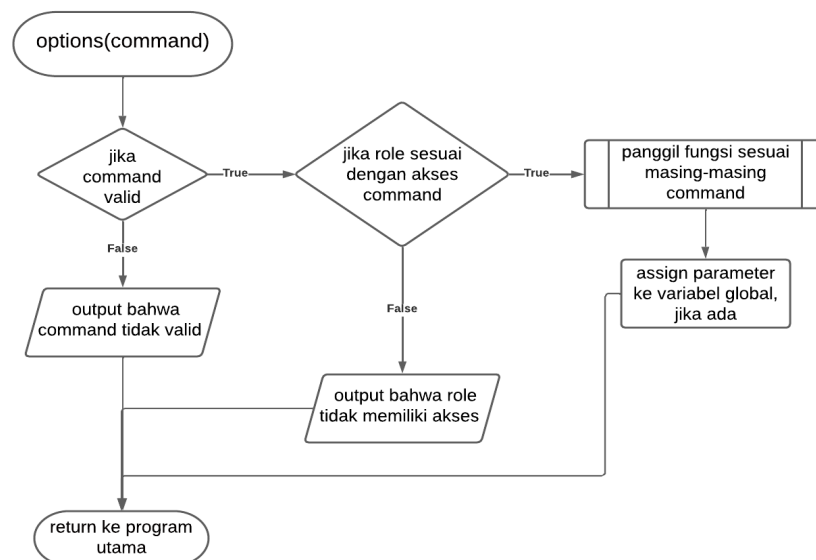 options(command)
jika
command
valid
True
jika role sesuai
dengan akses
command
True
panggil fungsi sesuai
masing-masing
command
False
output bahwa
command tidak valid
False
output bahwa role
tidak memiliki akses
assign parameter
ke variabel global,
jika ada
return ke program
utama